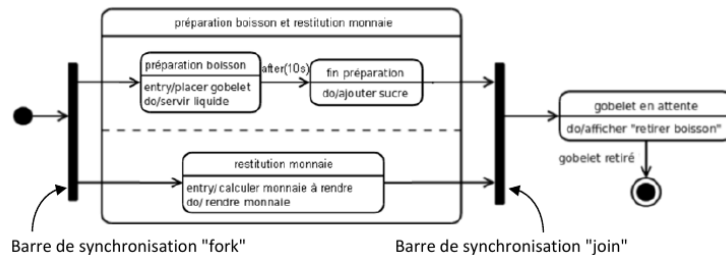 préparation boisson et restitution monnaie
préparation boisson
entry/placer gobelet
do/servir liquide
after(10s)
fin préparation
do/ajouter sucre
gobelet en attente
do/afficher "retirer boisson"
gobelet retiré
restitution monnaie
entry/calculer monnaie à rendre
do/rendre monnaie
Barre de synchronisation "fork"
Barre de synchronisation "join"